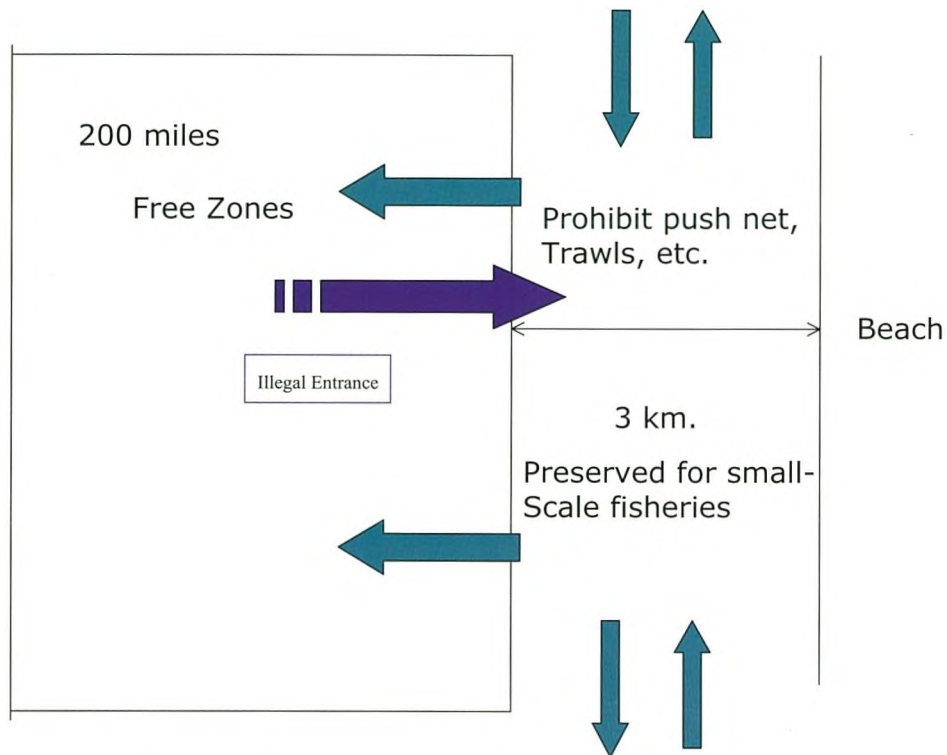 200 miles
Free Zones
Prohibit push net,
Trawls, etc.
Beach
Illegal Entrance
3 km.
Preserved for small-
Scale fisheries